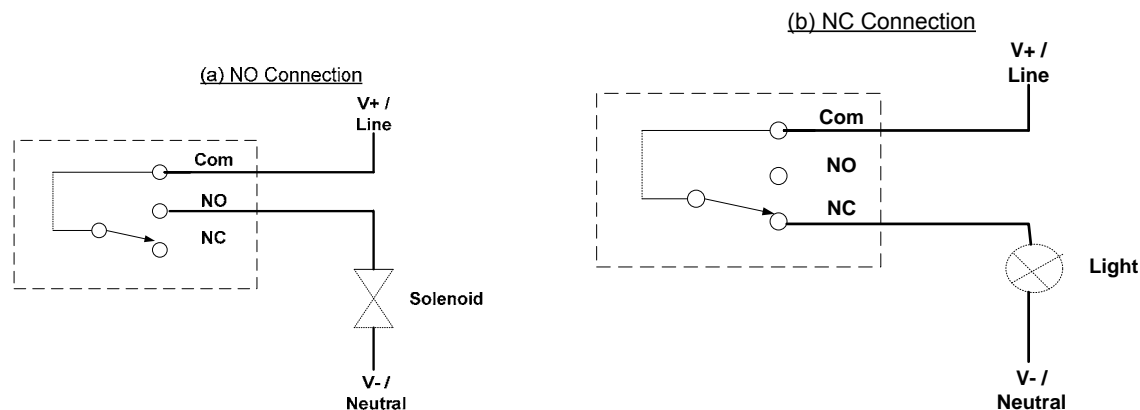 (a) NO Connection
V+ /
Line
Com
NO
NC
Solenoid
V- /
Neutral
(b) NC Connection
V+ /
Line
Com
NO
NC
Light
V- /
Neutral